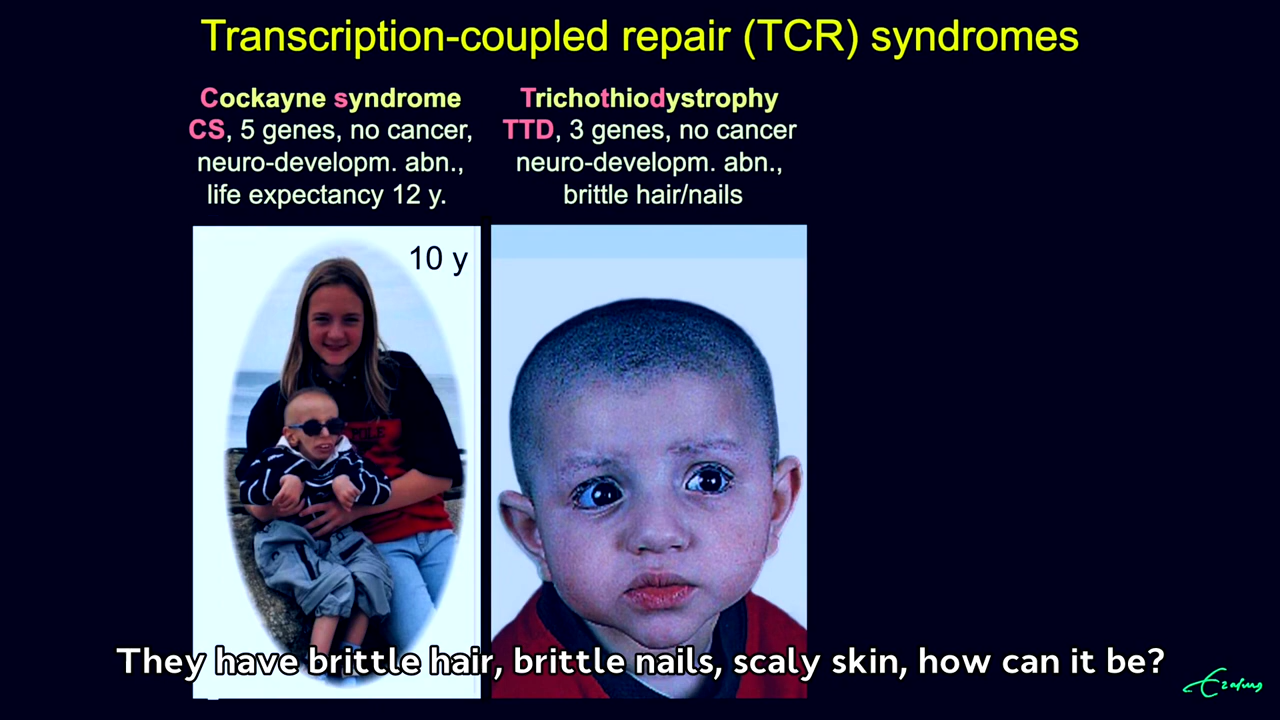 Transcription-coupled repair (TCR) syndromes
Cockayne syndrome
CS, 5 genes, no cancer,
neuro-developm. abn.,
life expectancy 12 y.
Trichothiodystrophy
TTD, 3 genes, no cancer
neuro-developm. abn.,
brittle hair/nails
10 y
They have brittle hair, brittle nails, scaly skin, how can it be?
Erasmus